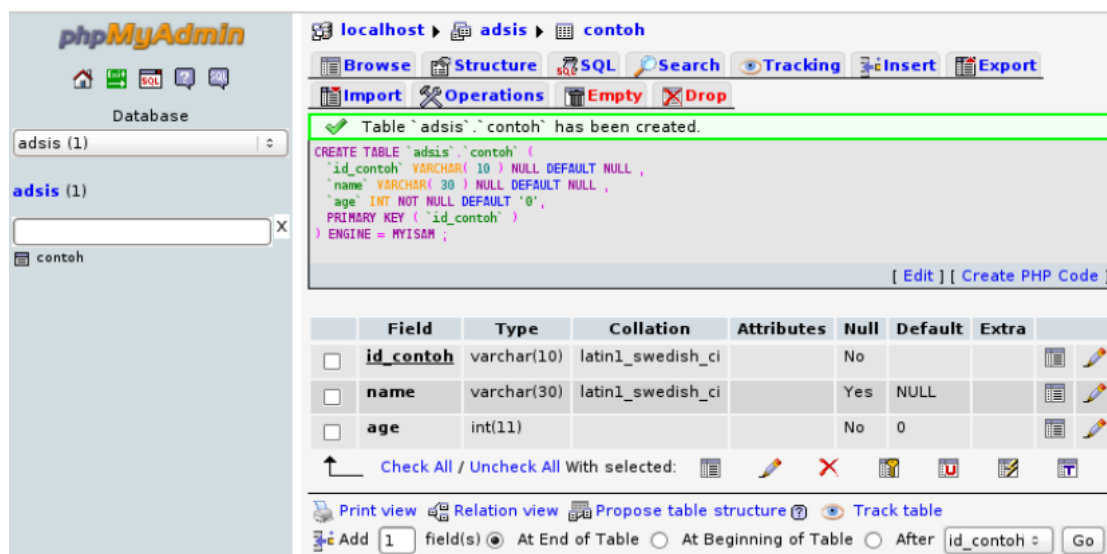 phpMyAdmin
Database
adsis (1)
adsis (1)
X
contoh
localhost adsis contoh
Browse Structure SQL Search Tracking Insert Export
Import Operations Empty Drop
Table `adsis`.`contoh` has been created.
CREATE TABLE `adsis`.`contoh` (
`id_contoh` VARCHAR( 10 ) NULL DEFAULT NULL ,
`name` VARCHAR( 30 ) NULL DEFAULT NULL ,
`age` INT NOT NULL DEFAULT '0',
PRIMARY KEY ( `id_contoh` )
) ENGINE = MYISAM ;
[ Edit ] [ Create PHP Code ]
Field Type Collation Attributes Null Default Extra
id_contoh varchar(10) latin1_swedish_ci No
name varchar(30) latin1_swedish_ci Yes NULL
age int(11) No 0
Check All / Uncheck All With selected:
Print view Relation view Propose table structure Track table
Add 1 field(s) At End of Table At Beginning of Table After id_contoh Go